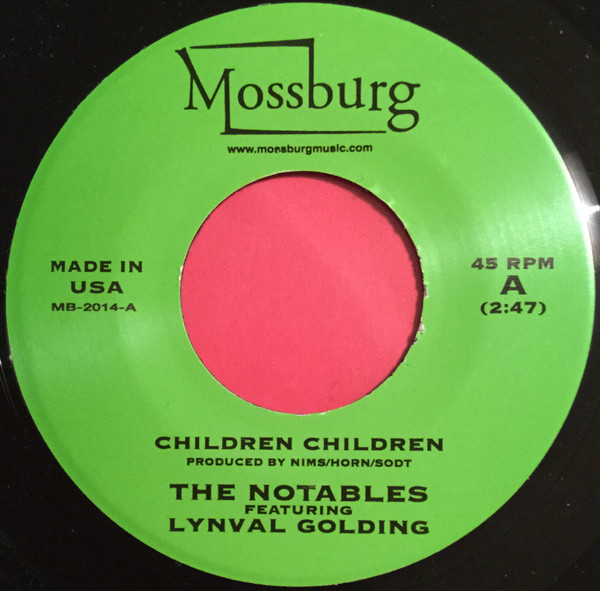 Mossburg
www.mossburgmusic.com
MADE IN
USA
MB-2014-A
45 RPM
A
(2:47)
CHILDREN CHILDREN
PRODUCED BY NIMS/HORN/SODT
THE NOTABLES
FEATURING
LYNVAL GOLDING